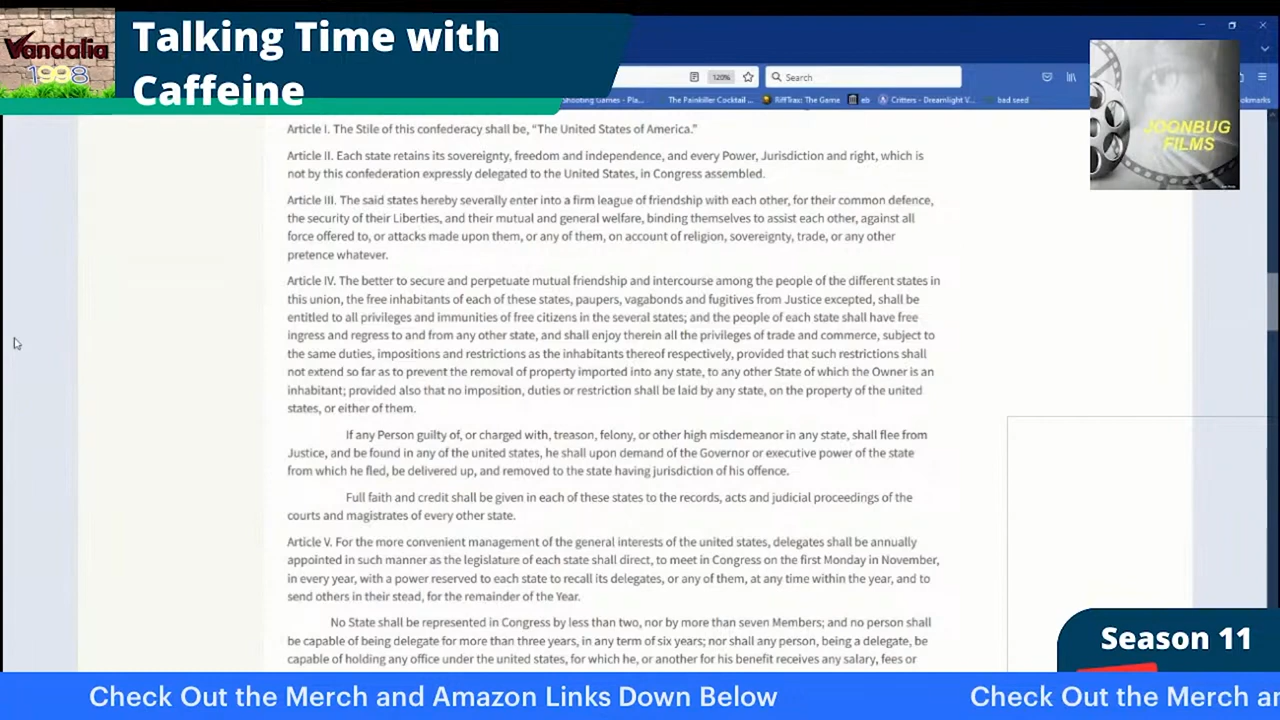 Vandalia
1998
Talking Time with
Caffeine
120%
Search
Shooting Games - Pla...
The Painkiller Cocktail ...
RiffTrax: The Game
eb
Critters - Dreamlight V...
bad seed
okmarks
JOONBUG
FILMS
Article I. The Stile of this confederacy shall be, “The United States of America.”
Article II. Each state retains its sovereignty, freedom and independence, and every Power, Jurisdiction and right, which is
not by this confederation expressly delegated to the United States, in Congress assembled.
Article III. The said states hereby severally enter into a firm league of friendship with each other, for their common defence,
the security of their Liberties, and their mutual and general welfare, binding themselves to assist each other, against all
force offered to, or attacks made upon them, or any of them, on account of religion, sovereignty, trade, or any other
pretence whatever.
Article IV. The better to secure and perpetuate mutual friendship and intercourse among the people of the different states in
this union, the free inhabitants of each of these states, paupers, vagabonds and fugitives from Justice excepted, shall be
entitled to all privileges and immunities of free citizens in the several states; and the people of each state shall have free
ingress and regress to and from any other state, and shall enjoy therein all the privileges of trade and commerce, subject to
the same duties, impositions and restrictions as the inhabitants thereof respectively, provided that such restrictions shall
not extend so far as to prevent the removal of property imported into any state, to any other State of which the Owner is an
inhabitant; provided also that no imposition, duties or restriction shall be laid by any state, on the property of the united
states, or either of them.
If any Person guilty of, or charged with, treason, felony, or other high misdemeanor in any state, shall flee from
Justice, and be found in any of the united states, he shall upon demand of the Governor or executive power of the state
from which he fled, be delivered up, and removed to the state having jurisdiction of his offence.
Full faith and credit shall be given in each of these states to the records, acts and judicial proceedings of the
courts and magistrates of every other state.
Article V. For the more convenient management of the general interests of the united states, delegates shall be annually
appointed in such manner as the legislature of each state shall direct, to meet in Congress on the first Monday in November,
in every year, with a power reserved to each state to recall its delegates, or any of them, at any time within the year, and to
send others in their stead, for the remainder of the Year.
No State shall be represented in Congress by less than two, nor by more than seven Members; and no person shall
be capable of being delegate for more than three years, in any term of six years; nor shall any person, being a delegate, be
capable of holding any office under the united states, for which he, or another for his benefit receives any salary, fees or
Season 11
Check Out the Merch and Amazon Links Down Below
Check Out the Merch ar